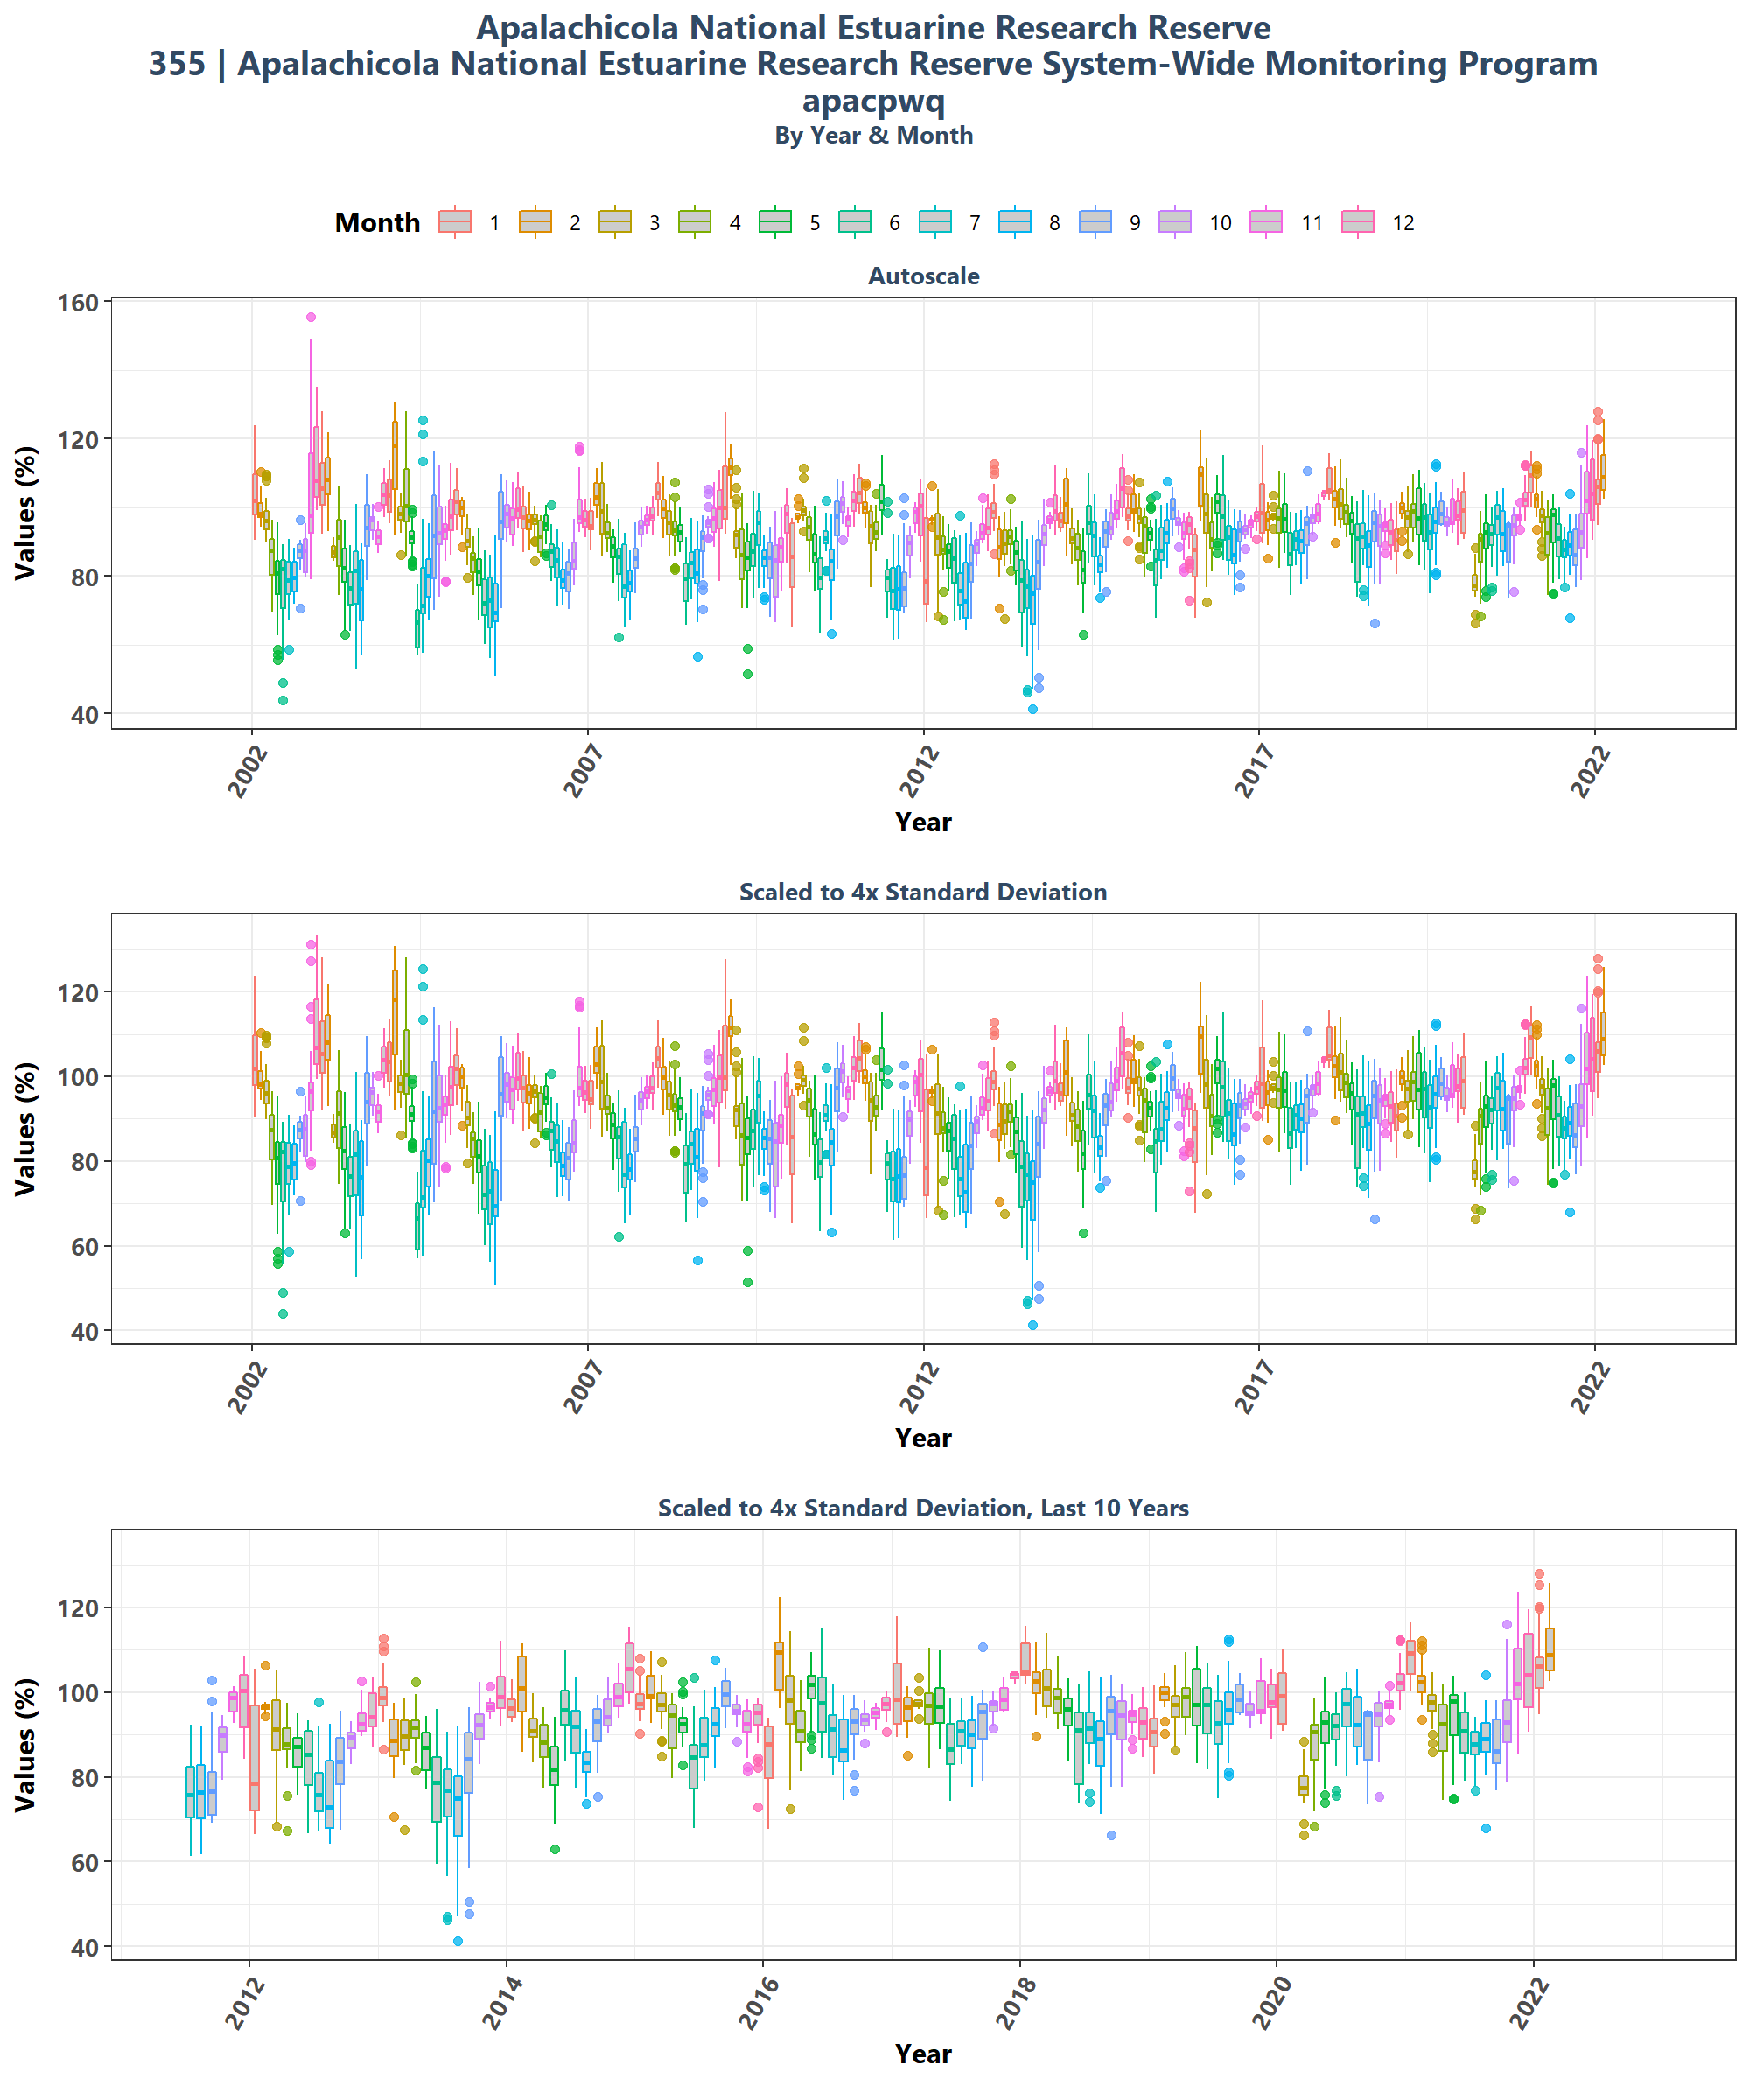 Apalachicola National Estuarine Research Reserve
355 | Apalachicola National Estuarine Research Reserve System-Wide Monitoring Program
apacpwq
By Year & Month
Month 1 2 3 4 5 6 7 8 9 10 11 12
Autoscale
Values (%)
160
120
80
40
2002 2007 2012 2017 2022
Year
Scaled to 4x Standard Deviation
Values (%)
120
100
80
60
40
2002 2007 2012 2017 2022
Year
Scaled to 4x Standard Deviation, Last 10 Years
Values (%)
120
100
80
60
40
2012 2014 2016 2018 2020 2022
Year